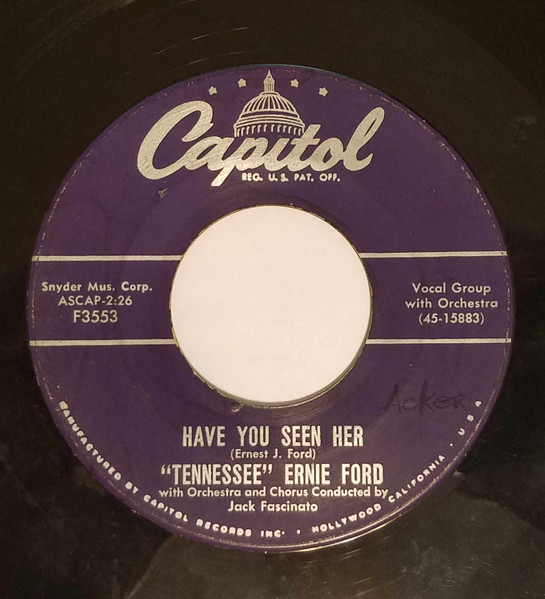 Capitol
REG. U.S. PAT. OFF.
Snyder Mus. Corp.
ASCAP-2:26
F3553
Vocal Group
with Orchestra
(45-15883)
Acker
HAVE YOU SEEN HER
(Ernest J. Ford)
"TENNESSEE" ERNIE FORD
with Orchestra and Chorus Conducted by
Jack Fascinato
MANUFACTURED BY CAPITOL RECORDS INC. • HOLLYWOOD CALIFORNIA • USA